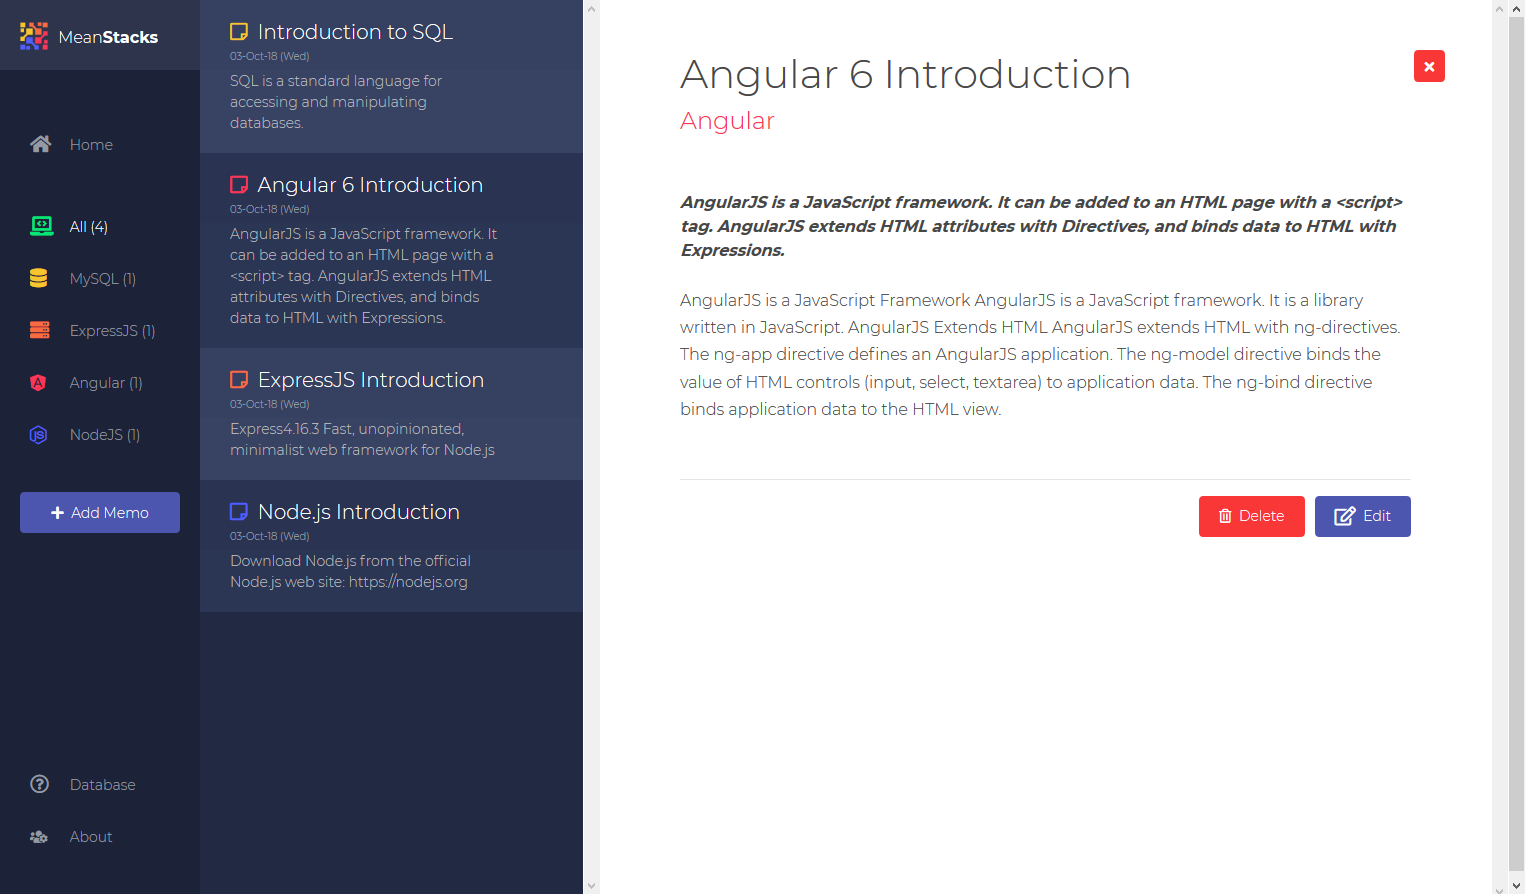 MeanStacks
Home
All (4)
MySQL (1)
ExpressJS (1)
Angular (1)
NodeJS (1)
Add Memo
Database
About
Introduction to SQL
03-Oct-18 (Wed)
SQL is a standard language for
accessing and manipulating
databases.
Angular 6 Introduction
03-Oct-18 (Wed)
AngularJS is a JavaScript framework. It
can be added to an HTML page with a
<script> tag. AngularJS extends HTML
attributes with Directives, and binds
data to HTML with Expressions.
ExpressJS Introduction
03-Oct-18 (Wed)
Express4.16.3 Fast, unopinionated,
minimalist web framework for Node.js
Node.js Introduction
03-Oct-18 (Wed)
Download Node.js from the official
Node.js web site: https://nodejs.org
Angular 6 Introduction
Angular
AngularJS is a JavaScript framework. It can be added to an HTML page with a <script>
tag. AngularJS extends HTML attributes with Directives, and binds data to HTML with
Expressions.
AngularJS is a JavaScript Framework AngularJS is a JavaScript framework. It is a library
written in JavaScript. AngularJS Extends HTML AngularJS extends HTML with ng-directives.
The ng-app directive defines an AngularJS application. The ng-model directive binds the
value of HTML controls (input, select, textarea) to application data. The ng-bind directive
binds application data to the HTML view.
Delete
Edit